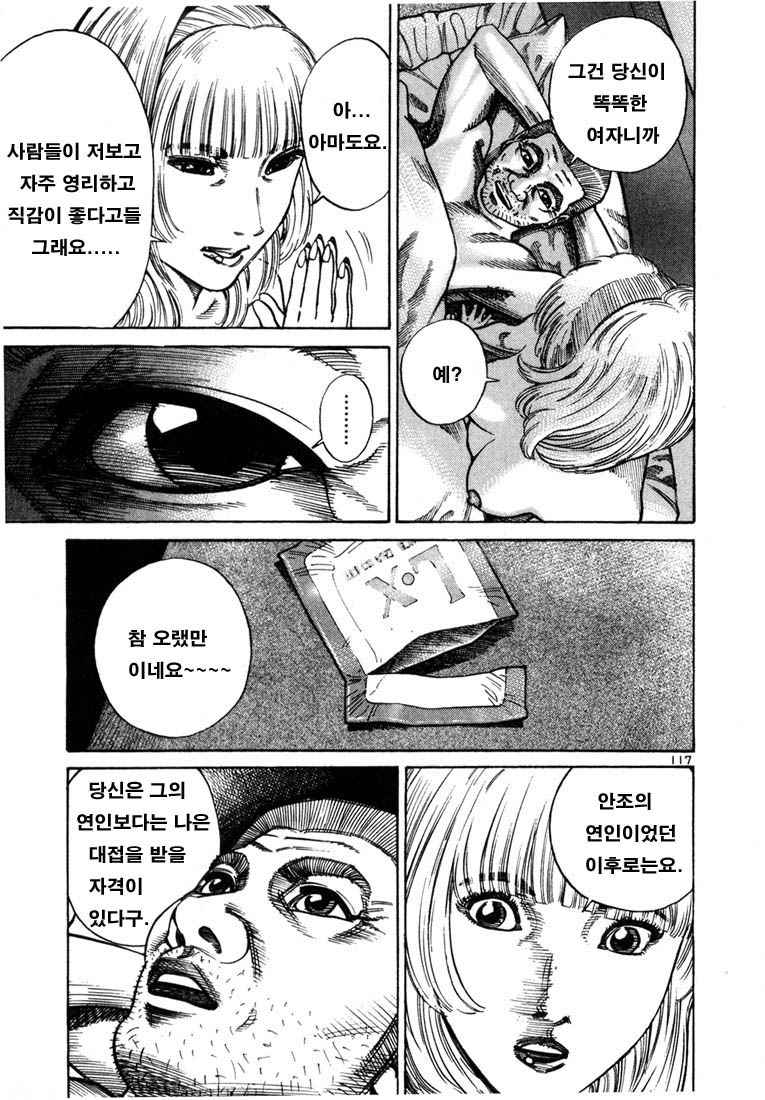 그건 당신이
똑똑한
여자니까
예?
아...
아마도요.
사람들이 저보고
자주 영리하고
직감이 좋다고들
그래요.....
........
L·X
참 오랬만
이네요~~~~
117
안조의
연인이었던
이후로는요.
당신은 그의
연인보다는 나은
대접을 받을
자격이
있다구.